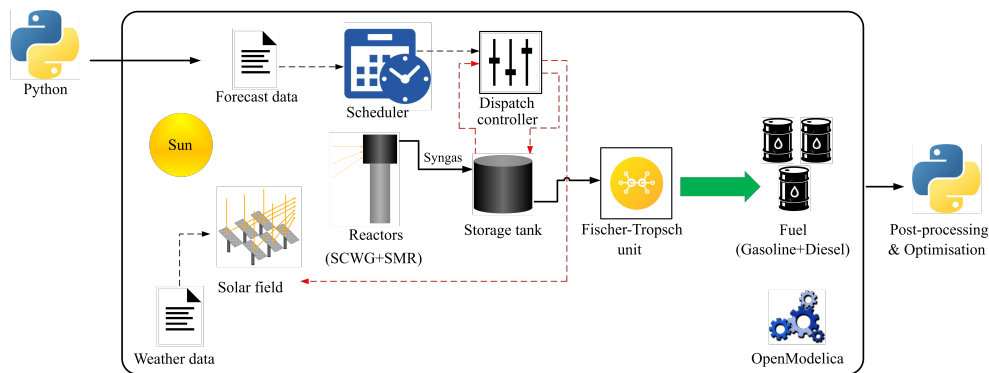 Python
Forecast data
Scheduler
Dispatch
controller
Sun
Syngas
Reactors
(SCWG+SMR)
Storage tank
Fischer-Tropsch
unit
Fuel
(Gasoline+Diesel)
Post-processing
& Optimisation
Solar field
Weather data
OpenModelica